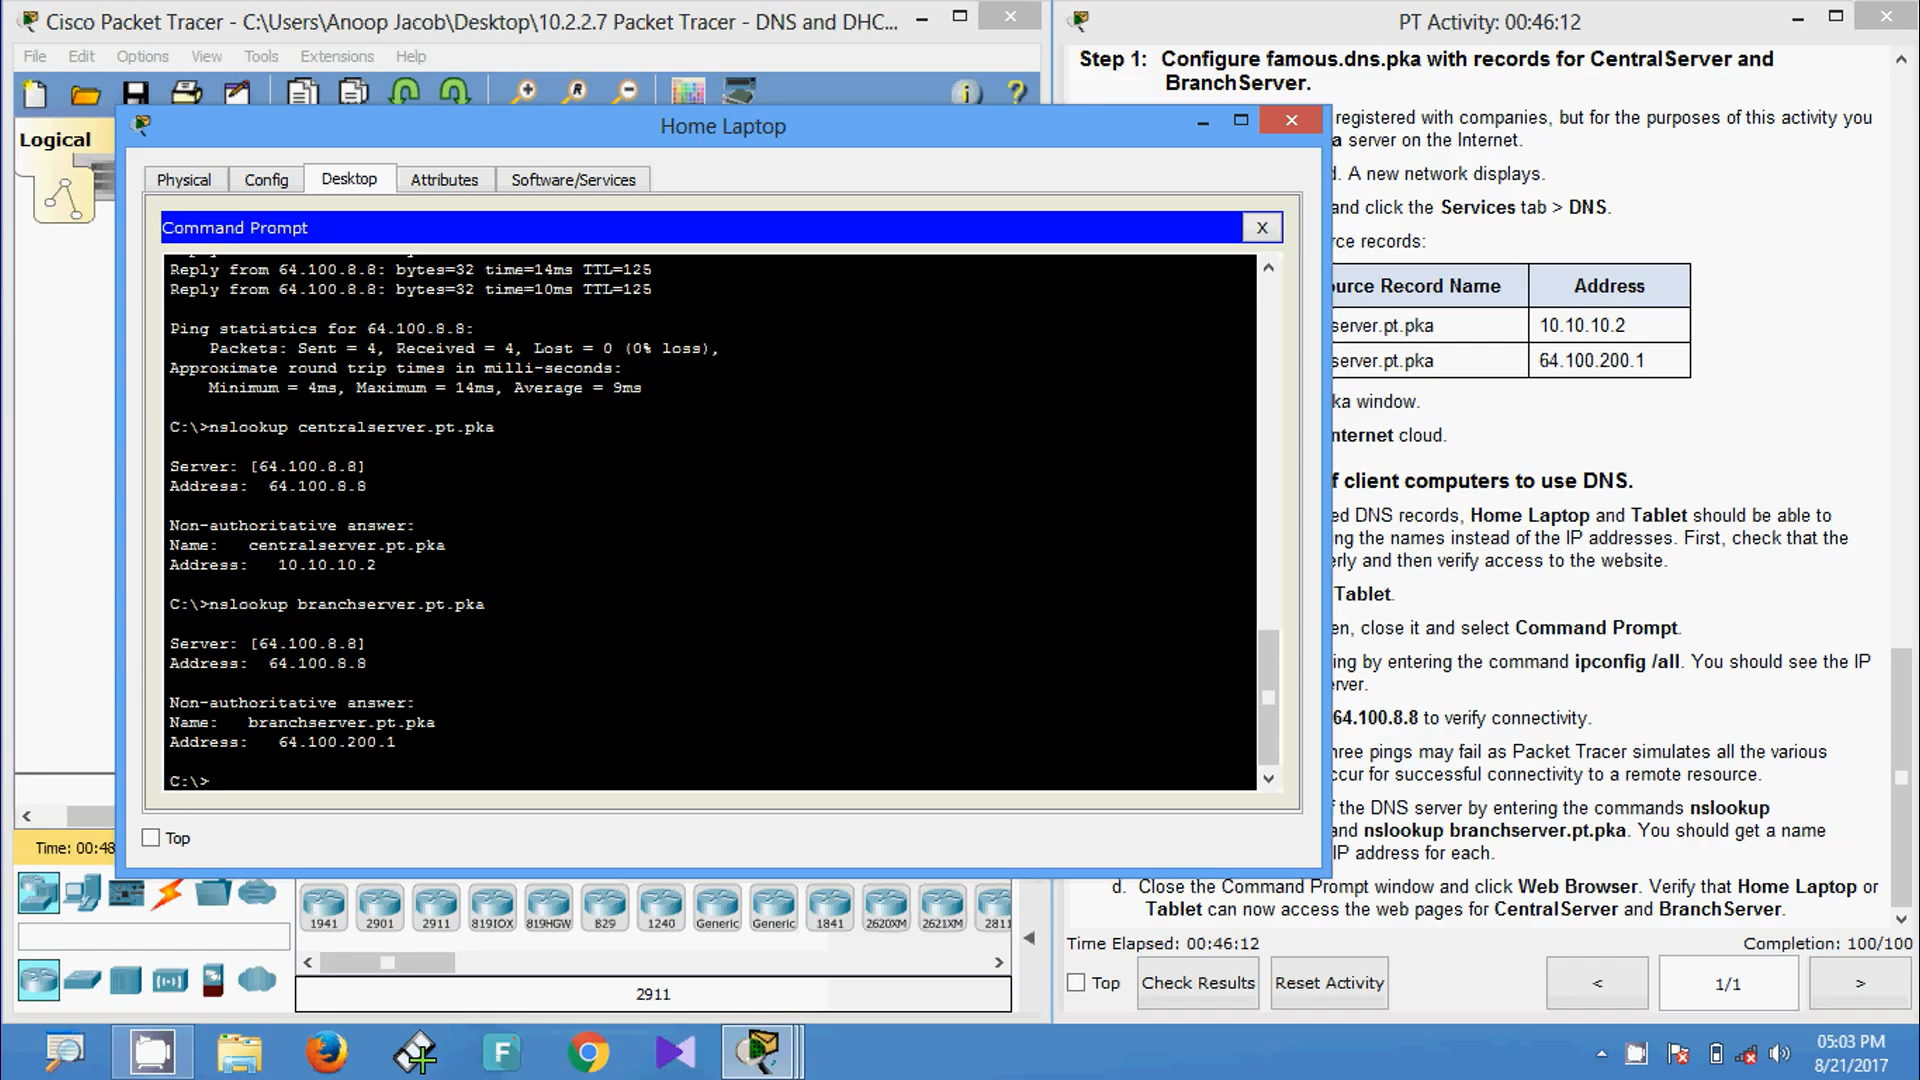 Cisco Packet Tracer - C:\Users\Anoop Jacob\Desktop\10.2.2.7 Packet Tracer - DNS and DHC...
File Edit Options View Tools Extensions Help
Logical
Home Laptop
Physical Config Desktop Attributes Software/Services
Command Prompt
X
Reply from 64.100.8.8: bytes=32 time=14ms TTL=125
Reply from 64.100.8.8: bytes=32 time=10ms TTL=125
Ping statistics for 64.100.8.8:
Packets: Sent = 4, Received = 4, Lost = 0 (0% loss),
Approximate round trip times in milli-seconds:
Minimum = 4ms, Maximum = 14ms, Average = 9ms
C:\>nslookup centralserver.pt.pka
Server: [64.100.8.8]
Address: 64.100.8.8
Non-authoritative answer:
Name: centralserver.pt.pka
Address: 10.10.10.2
C:\>nslookup branchserver.pt.pka
Server: [64.100.8.8]
Address: 64.100.8.8
Non-authoritative answer:
Name: branchserver.pt.pka
Address: 64.100.200.1
C:\>
Top
Time: 00:48
1941 2901 2911 819IOX 819HGW 829 1240 Generic Generic 1841 2620XM 2621XM 2811
2911
PT Activity: 00:46:12
Step 1: Configure famous.dns.pka with records for CentralServer and
BranchServer.
registered with companies, but for the purposes of this activity you
a server on the Internet.
d. A new network displays.
and click the Services tab > DNS.
rce records:
ource Record Name Address
server.pt.pka 10.10.10.2
server.pt.pka 64.100.200.1
ka window.
nternet cloud.
f client computers to use DNS.
ed DNS records, Home Laptop and Tablet should be able to
ng the names instead of the IP addresses. First, check that the
erly and then verify access to the website.
Tablet.
en, close it and select Command Prompt.
ing by entering the command ipconfig /all. You should see the IP
erver.
64.100.8.8 to verify connectivity.
hree pings may fail as Packet Tracer simulates all the various
ccur for successful connectivity to a remote resource.
f the DNS server by entering the commands nslookup
and nslookup branchserver.pt.pka. You should get a name
IP address for each.
d. Close the Command Prompt window and click Web Browser. Verify that Home Laptop or
Tablet can now access the web pages for CentralServer and BranchServer.
Time Elapsed: 00:46:12 Completion: 100/100
Top Check Results Reset Activity < 1/1 >
05:03 PM
8/21/2017